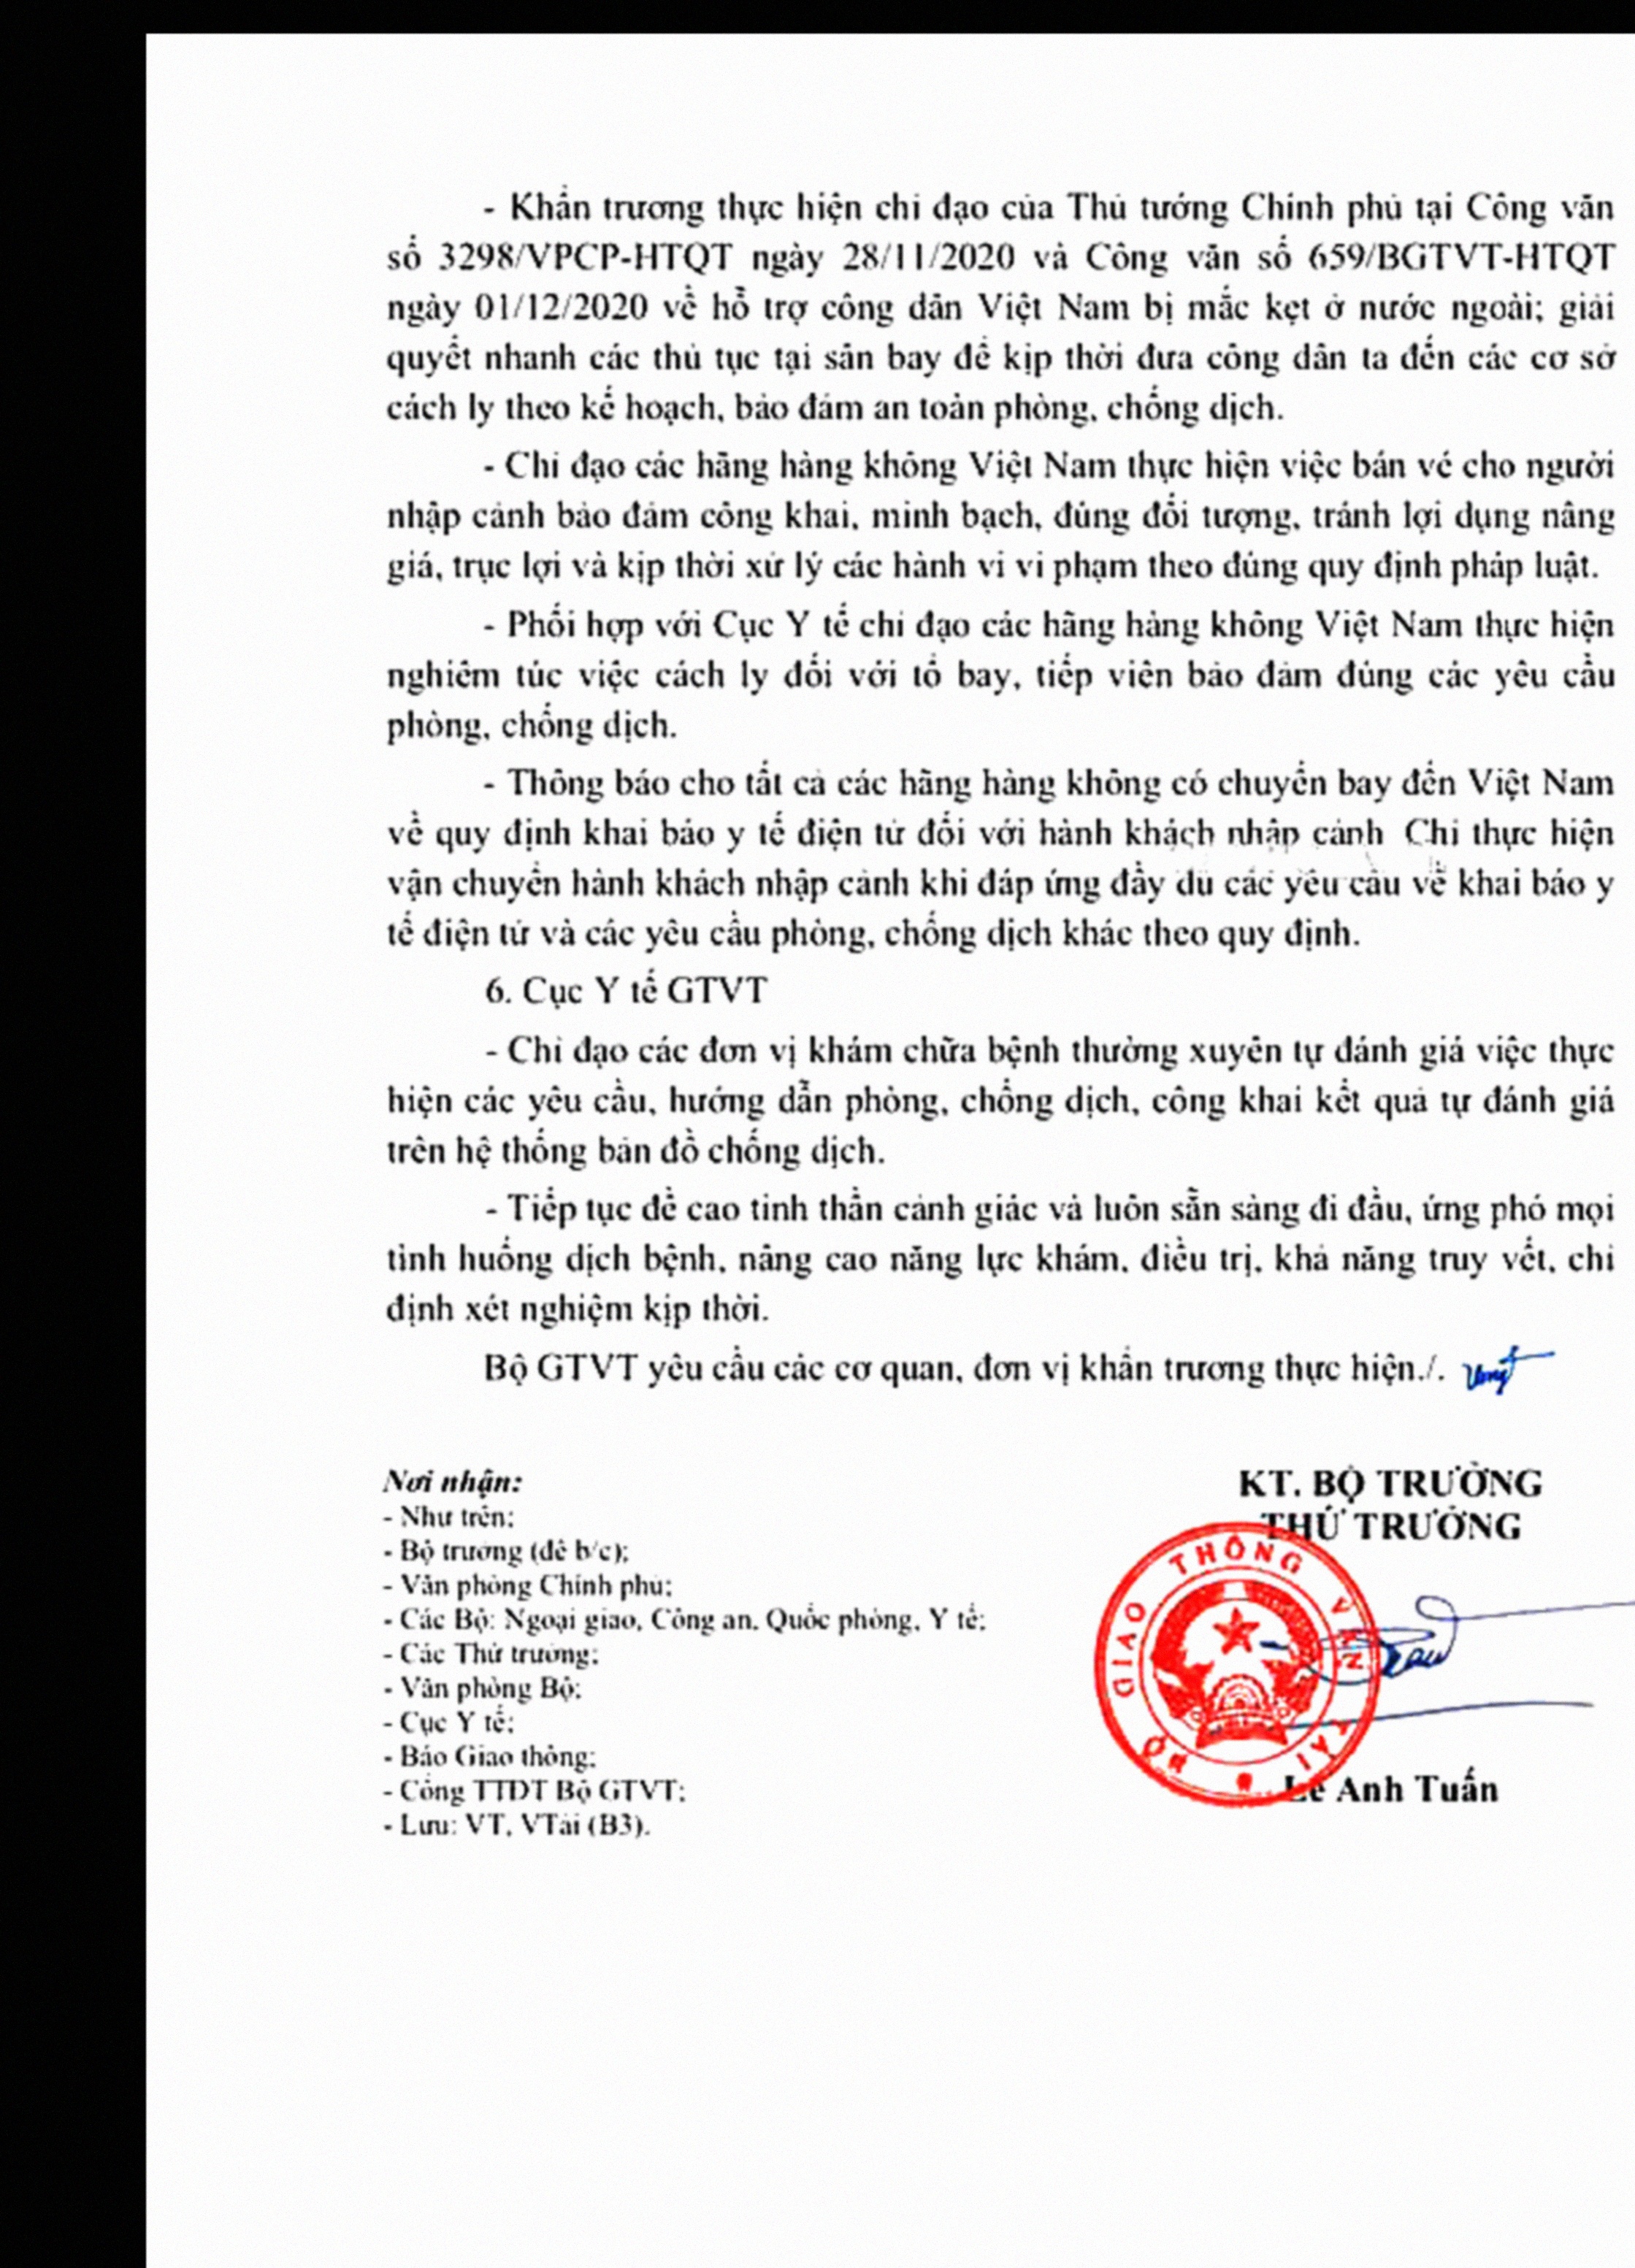 - Khẩn trương thực hiện chỉ đạo của Thủ tướng Chính phủ tại Công văn
số 3298/VPCP-HTQT ngày 28/11/2020 và Công văn số 659/BGTVT-HTQT
ngày 01/12/2020 về hỗ trợ công dân Việt Nam bị mắc kẹt ở nước ngoài; giải
quyết nhanh các thủ tục tại sân bay để kịp thời đưa công dân ta đến các cơ sở
cách ly theo kế hoạch, bảo đảm an toàn phòng, chống dịch.
- Chỉ đạo các hãng hàng không Việt Nam thực hiện việc bán vé cho người
nhập cảnh bảo đảm công khai, minh bạch, đúng đối tượng, tránh lợi dụng nâng
giá, trục lợi và kịp thời xử lý các hành vi vi phạm theo đúng quy định pháp luật.
- Phối hợp với Cục Y tế chỉ đạo các hãng hàng không Việt Nam thực hiện
nghiêm túc việc cách ly đối với tổ bay, tiếp viên bảo đảm đúng các yêu cầu
phòng, chống dịch.
- Thông báo cho tất cả các hãng hàng không có chuyến bay đến Việt Nam
về quy định khai báo y tế điện tử đối với hành khách nhập cảnh Chỉ thực hiện
vận chuyển hành khách nhập cảnh khi đáp ứng đầy đủ các yêu cầu về khai báo y
tế điện tử và các yêu cầu phòng, chống dịch khác theo quy định.
6. Cục Y tế GTVT
- Chỉ đạo các đơn vị khám chữa bệnh thường xuyên tự đánh giá việc thực
hiện các yêu cầu, hướng dẫn phòng, chống dịch, công khai kết quả tự đánh giá
trên hệ thống bản đồ chống dịch.
- Tiếp tục đề cao tinh thần cảnh giác và luôn sẵn sàng đi đầu, ứng phó mọi
tình huống dịch bệnh, nâng cao năng lực khám, điều trị, khả năng truy vết, chỉ
định xét nghiệm kịp thời.
Bộ GTVT yêu cầu các cơ quan, đơn vị khẩn trương thực hiện./.
Nơi nhận:
- Như trên;
- Bộ trưởng (để b/c);
- Văn phòng Chính phủ;
- Các Bộ: Ngoại giao, Công an, Quốc phòng, Y tế;
- Các Thứ trưởng;
- Văn phòng Bộ;
- Cục Y tế;
- Báo Giao thông;
- Cổng TTĐT Bộ GTVT;
- Lưu: VT, VTải (B3).
KT. BỘ TRƯỞNG
THỨ TRƯỞNG
BỘ GIAO THÔNG VẬN TẢI
Lê Anh Tuấn